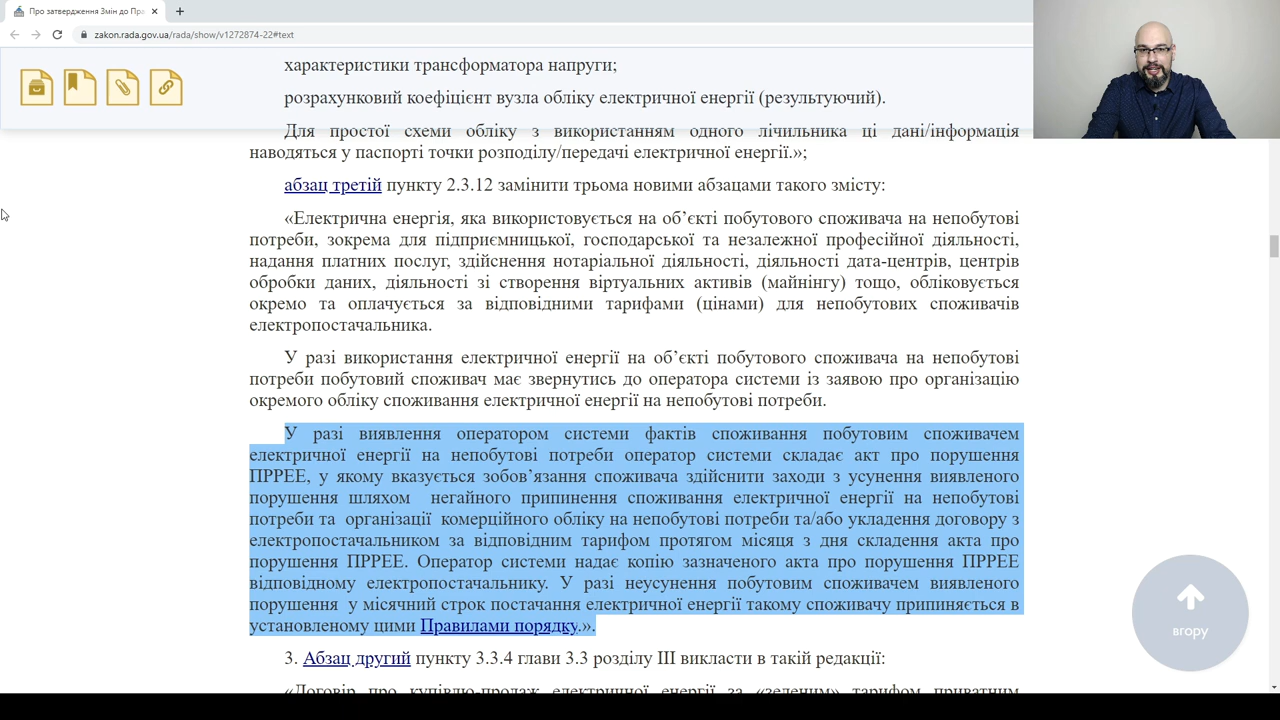 Про затвердження Змін до Пра
zakon.rada.gov.ua/rada/show/v1272874-22#text
характеристики трансформатора напруги;
розрахунковий коефіцієнт вузла обліку електричної енергії (результуючий).
Для простої схеми обліку з використанням одного лічильника ці дані/інформація
наводяться у паспорті точки розподілу/передачі електричної енергії.»;
абзац третій пункту 2.3.12 замінити трьома новими абзацами такого змісту:
«Електрична енергія, яка використовується на об’єкті побутового споживача на непобутові
потреби, зокрема для підприємницької, господарської та незалежної професійної діяльності,
надання платних послуг, здійснення нотаріальної діяльності, діяльності дата-центрів, центрів
обробки даних, діяльності зі створення віртуальних активів (майнінгу) тощо, обліковується
окремо та оплачується за відповідними тарифами (цінами) для непобутових споживачів
електропостачальника.
У разі використання електричної енергії на об’єкті побутового споживача на непобутові
потреби побутовий споживач має звернутись до оператора системи із заявою про організацію
окремого обліку споживання електричної енергії на непобутові потреби.
У разі виявлення оператором системи фактів споживання побутовим споживачем
електричної енергії на непобутові потреби оператор системи складає акт про порушення
ПРРЕЕ, у якому вказується зобов’язання споживача здійснити заходи з усунення виявленого
порушення шляхом негайного припинення споживання електричної енергії на непобутові
потреби та організації комерційного обліку на непобутові потреби та/або укладення договору з
електропостачальником за відповідним тарифом протягом місяця з дня складення акта про
порушення ПРРЕЕ. Оператор системи надає копію зазначеного акта про порушення ПРРЕЕ
відповідному електропостачальнику. У разі неусунення побутовим споживачем виявленого
порушення у місячний строк постачання електричної енергії такому споживачу припиняється в
установленому цими Правилами порядку.».
вгору
3. Абзац другий пункту 3.3.4 глави 3.3 розділу III викласти в такій редакції:
«Договір про купівлю-продаж електричної енергії за «зеленим» тарифом приватним